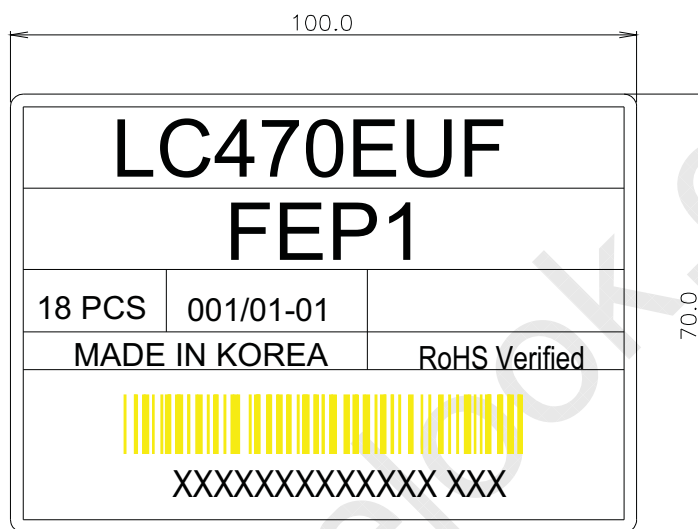 100.0
LC470EUF
FEP1
70.0
18 PCS 001/01-01
MADE IN KOREA RoHS Verified
XXXXXXXXXXXXX XXX